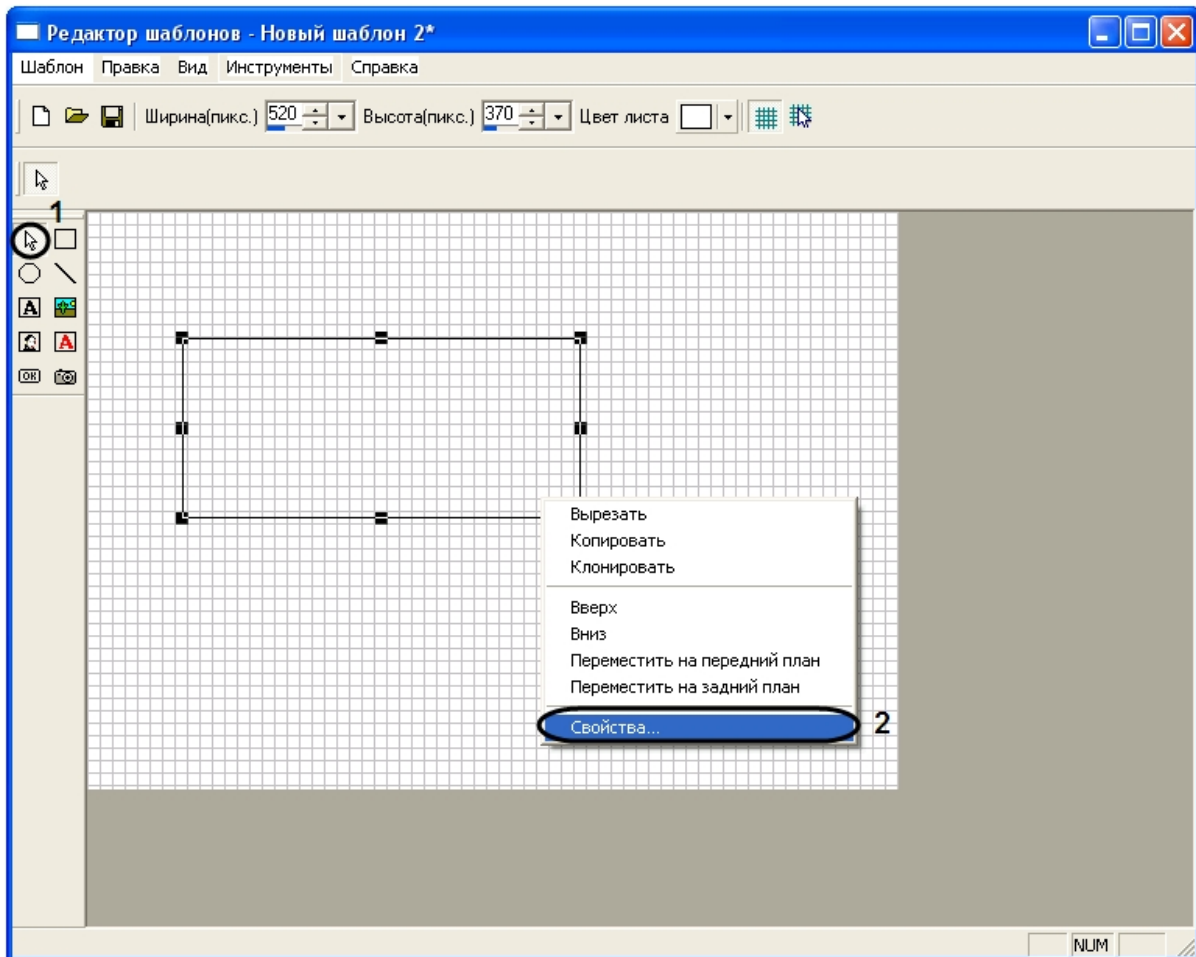 Редактор шаблонов - Новый шаблон 2*
Шаблон Правка Вид Инструменты Справка
Ширина(пикс.) 520 Высота(пикс.) 370 Цвет листа
1
A
A
OK
Вырезать
Копировать
Клонировать
Вверх
Вниз
Переместить на передний план
Переместить на задний план
Свойства... 2
NUM